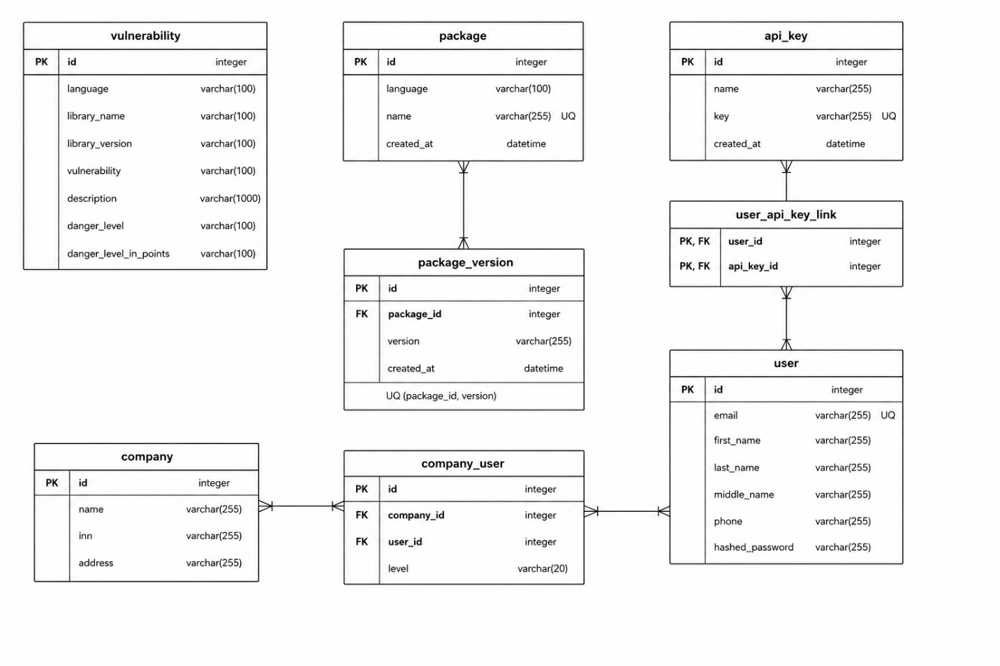 vulnerability
PK id integer
language varchar(100)
library_name varchar(100)
library_version varchar(100)
vulnerability varchar(100)
description varchar(1000)
danger_level varchar(100)
danger_level_in_points varchar(100)
package
PK id integer
language varchar(100)
name varchar(255) UQ
created_at datetime
api_key
PK id integer
name varchar(255)
key varchar(255) UQ
created_at datetime
user_api_key_link
PK, FK user_id integer
PK, FK api_key_id integer
package_version
PK id integer
FK package_id integer
version varchar(255)
created_at datetime
UQ (package_id, version)
user
PK id integer
email varchar(255) UQ
first_name varchar(255)
last_name varchar(255)
middle_name varchar(255)
phone varchar(255)
hashed_password varchar(255)
company
PK id integer
name varchar(255)
inn varchar(255)
address varchar(255)
company_user
PK id integer
FK company_id integer
FK user_id integer
level varchar(20)